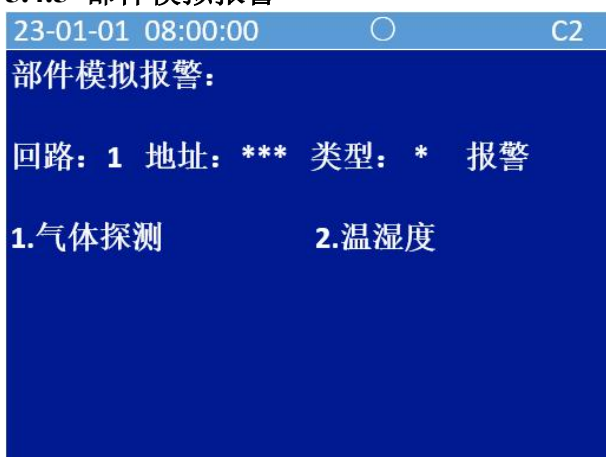 23-01-01 08:00:00 ○ C2
部件模拟报警：
回路：1 地址：*** 类型：* 报警
1.气体探测 2.温湿度